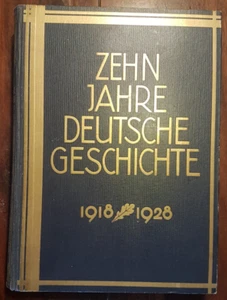 ZEHN
JAHRE
DEUTSCHE
GESCHICHTE
1918 1928